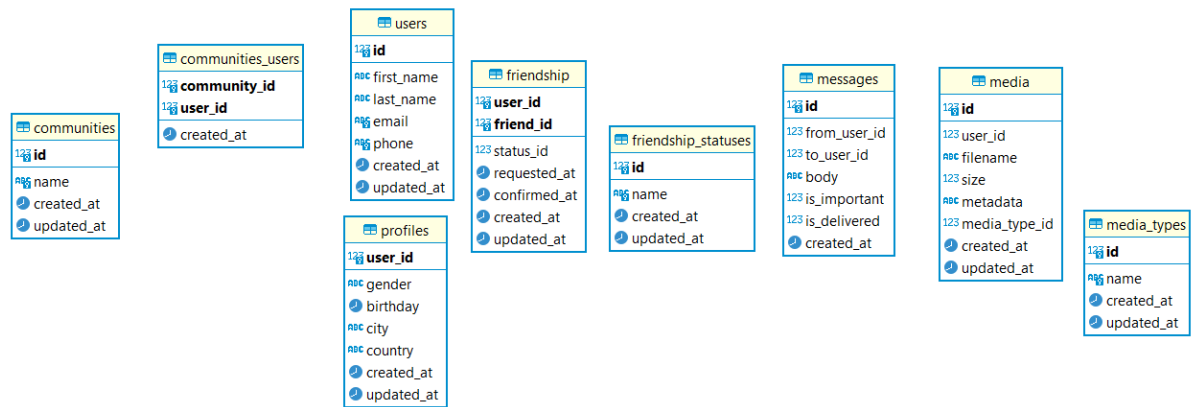 communities
id
name
created_at
updated_at
communities_users
community_id
user_id
created_at
users
id
first_name
last_name
email
phone
created_at
updated_at
profiles
user_id
gender
birthday
city
country
created_at
updated_at
friendship
user_id
friend_id
status_id
requested_at
confirmed_at
created_at
updated_at
friendship_statuses
id
name
created_at
updated_at
messages
id
from_user_id
to_user_id
body
is_important
is_delivered
created_at
media
id
user_id
filename
size
metadata
media_type_id
created_at
updated_at
media_types
id
name
created_at
updated_at